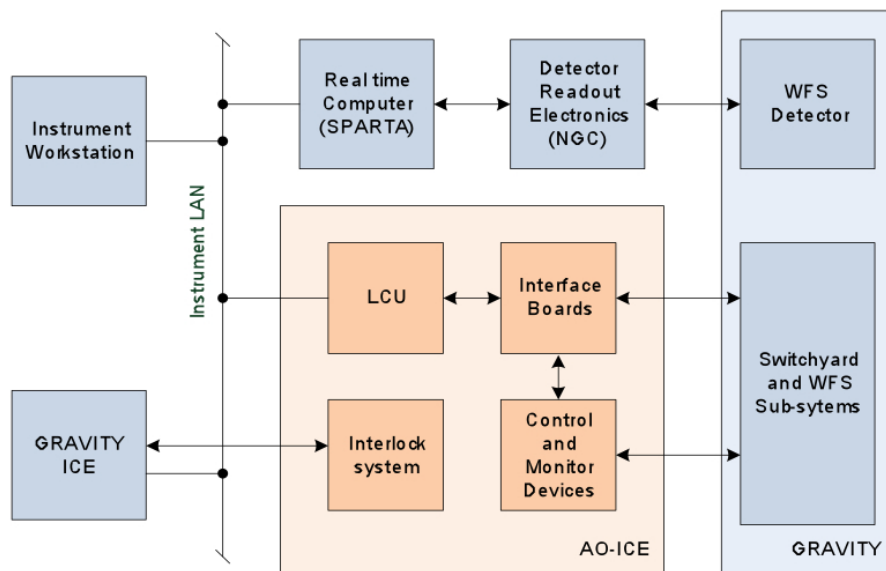 Instrument
Workstation
Instrument LAN
Real time
Computer
(SPARTA)
Detector
Readout
Electronics
(NGC)
WFS
Detector
LCU
Interface
Boards
Switchyard
and WFS
Sub-sytems
GRAVITY
ICE
Interlock
system
Control
and
Monitor
Devices
AO-ICE
GRAVITY